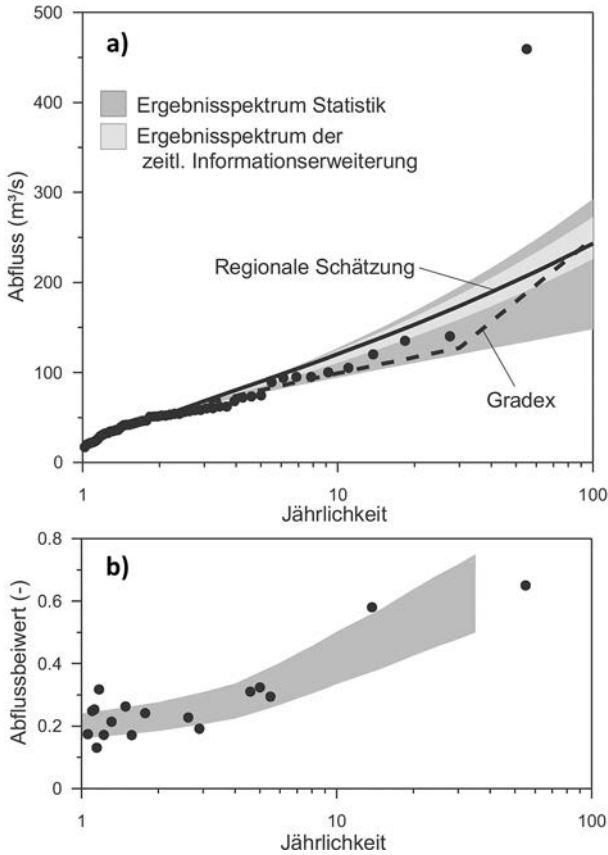 500
a)
400
Ergebnisspektrum Statistik
Ergebnisspektrum der
zeitl. Informationserweiterung
Abfluss (m³/s)
300
Regionale Schätzung
200
100
Gradex
0
1
10
100
Jährlichkeit
0.8
b)
Abflussbeiwert (-)
0.6
0.4
0.2
0
1
10
100
Jährlichkeit